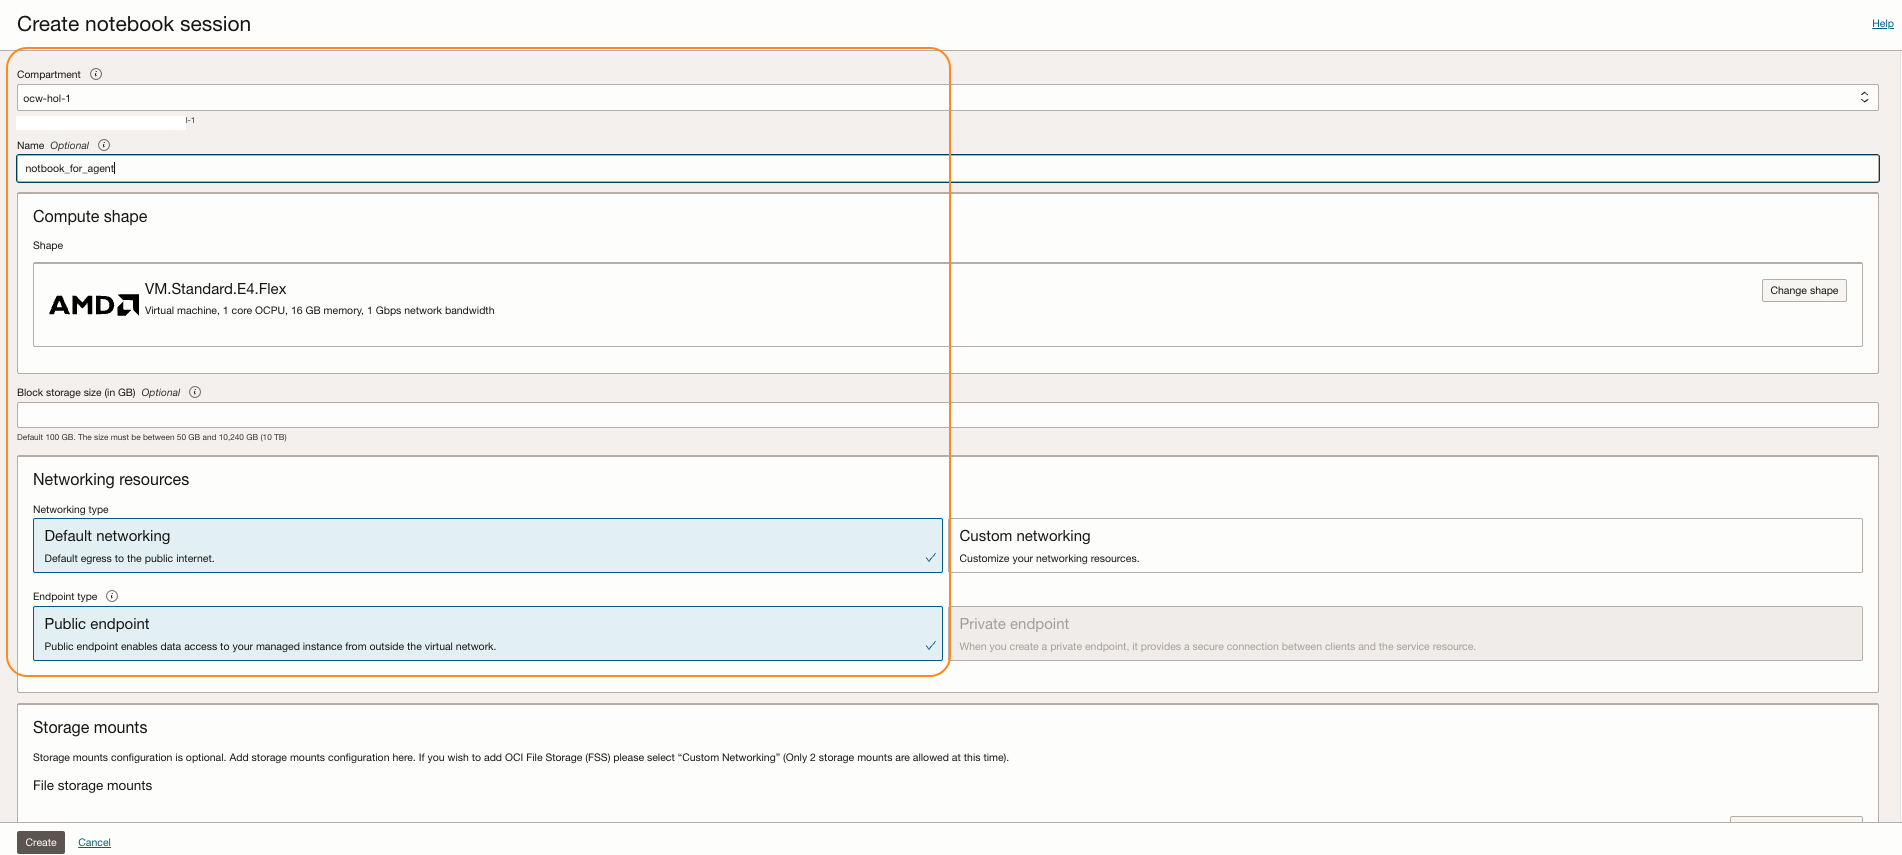 Create notebook session
Help
Compartment
ocw-hol-1
l-1
Name Optional
notbook_for_agent
Compute shape
Shape
AMD
VM.Standard.E4.Flex
Virtual machine, 1 core OCPU, 16 GB memory, 1 Gbps network bandwidth
Change shape
Block storage size (in GB) Optional
Default 100 GB. The size must be between 50 GB and 10,240 GB (10 TB)
Networking resources
Networking type
Default networking
Default egress to the public internet.
Custom networking
Customize your networking resources.
Endpoint type
Public endpoint
Public endpoint enables data access to your managed instance from outside the virtual network.
Private endpoint
When you create a private endpoint, it provides a secure connection between clients and the service resource.
Storage mounts
Storage mounts configuration is optional. Add storage mounts configuration here. If you wish to add OCI File Storage (FSS) please select “Custom Networking” (Only 2 storage mounts are allowed at this time).
File storage mounts
Create
Cancel